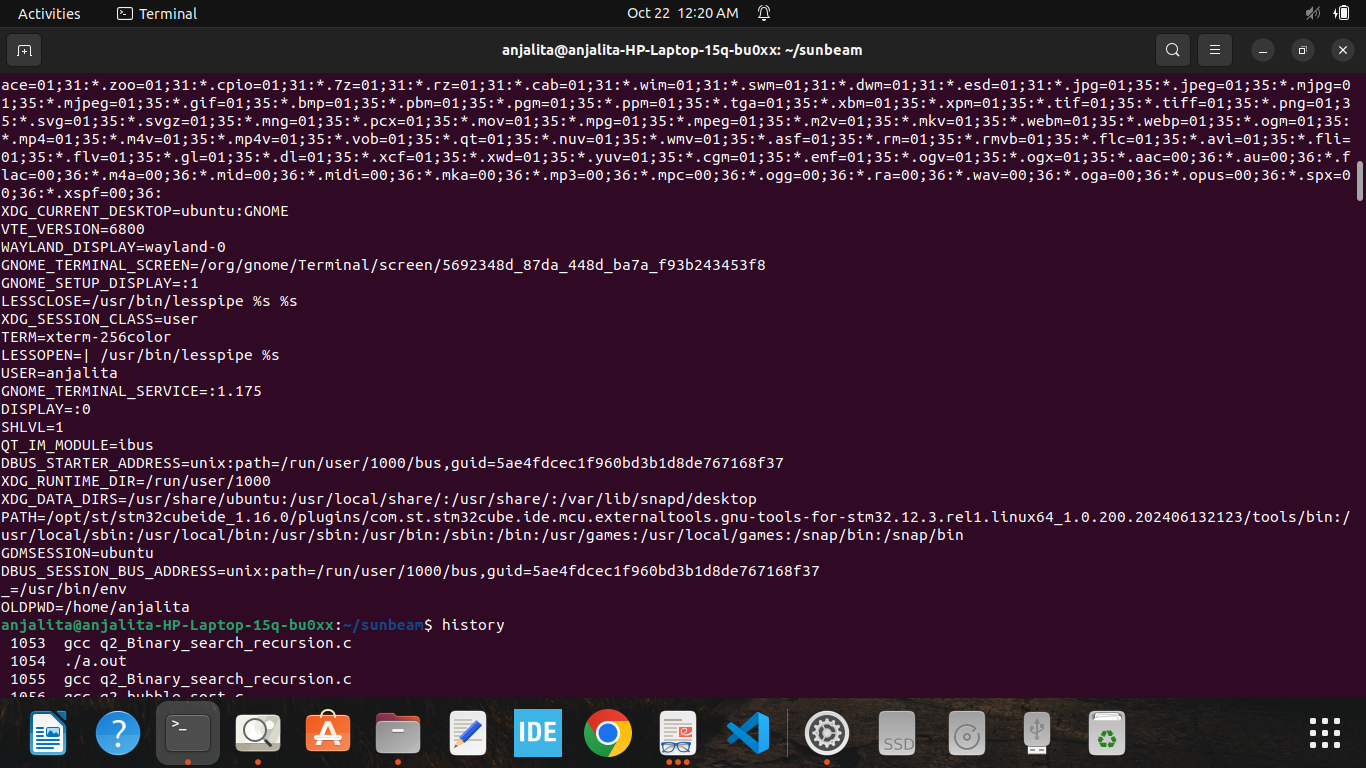 Activities
Terminal
Oct 22 12:20 AM
anjalita@anjalita-HP-Laptop-15q-bu0xx: ~/sunbeam
ace=01;31:*.zoo=01;31:*.cpio=01;31:*.7z=01;31:*.rz=01;31:*.cab=01;31:*.wim=01;31:*.swm=01;31:*.dwm=01;31:*.esd=01;31:*.jpg=01;35:*.jpeg=01;35:*.mjpg=0
1;35:*.mjpeg=01;35:*.gif=01;35:*.bmp=01;35:*.pbm=01;35:*.pgm=01;35:*.ppm=01;35:*.tga=01;35:*.xbm=01;35:*.xpm=01;35:*.tif=01;35:*.tiff=01;35:*.png=01;3
5:*.svg=01;35:*.svgz=01;35:*.mng=01;35:*.pcx=01;35:*.mov=01;35:*.mpg=01;35:*.mpeg=01;35:*.m2v=01;35:*.mkv=01;35:*.webm=01;35:*.webp=01;35:*.ogm=01;35:
*.mp4=01;35:*.m4v=01;35:*.mp4v=01;35:*.vob=01;35:*.qt=01;35:*.nuv=01;35:*.wmv=01;35:*.asf=01;35:*.rm=01;35:*.rmvb=01;35:*.flc=01;35:*.avi=01;35:*.fli=
01;35:*.flv=01;35:*.gl=01;35:*.dl=01;35:*.xcf=01;35:*.xwd=01;35:*.yuv=01;35:*.cgm=01;35:*.emf=01;35:*.ogv=01;35:*.ogx=01;35:*.aac=00;36:*.au=00;36:*.f
lac=00;36:*.m4a=00;36:*.mid=00;36:*.midi=00;36:*.mka=00;36:*.mp3=00;36:*.mpc=00;36:*.ogg=00;36:*.ra=00;36:*.wav=00;36:*.oga=00;36:*.opus=00;36:*.spx=0
0;36:*.xspf=00;36:
XDG_CURRENT_DESKTOP=ubuntu:GNOME
VTE_VERSION=6800
WAYLAND_DISPLAY=wayland-0
GNOME_TERMINAL_SCREEN=/org/gnome/Terminal/screen/5692348d_87da_448d_ba7a_f93b243453f8
GNOME_SETUP_DISPLAY=:1
LESSCLOSE=/usr/bin/lesspipe %s %s
XDG_SESSION_CLASS=user
TERM=xterm-256color
LESSOPEN=| /usr/bin/lesspipe %s
USER=anjalita
GNOME_TERMINAL_SERVICE=:1.175
DISPLAY=:0
SHLVL=1
QT_IM_MODULE=ibus
DBUS_STARTER_ADDRESS=unix:path=/run/user/1000/bus,guid=5ae4fdcec1f960bd3b1d8de767168f37
XDG_RUNTIME_DIR=/run/user/1000
XDG_DATA_DIRS=/usr/share/ubuntu:/usr/local/share/:/usr/share/:/var/lib/snapd/desktop
PATH=/opt/st/stm32cubeide_1.16.0/plugins/com.st.stm32cube.ide.mcu.externaltools.gnu-tools-for-stm32.12.3.rel1.linux64_1.0.200.202406132123/tools/bin:/
usr/local/sbin:/usr/local/bin:/usr/sbin:/usr/bin:/sbin:/bin:/usr/games:/usr/local/games:/snap/bin:/snap/bin
GDMSESSION=ubuntu
DBUS_SESSION_BUS_ADDRESS=unix:path=/run/user/1000/bus,guid=5ae4fdcec1f960bd3b1d8de767168f37
_=/usr/bin/env
OLDPWD=/home/anjalita
anjalita@anjalita-HP-Laptop-15q-bu0xx:~/sunbeam$ history
1053 gcc q2_Binary_search_recursion.c
1054 ./a.out
1055 gcc q2_Binary_search_recursion.c
1056 gcc q2_bubble_sort.c
IDE
SSD